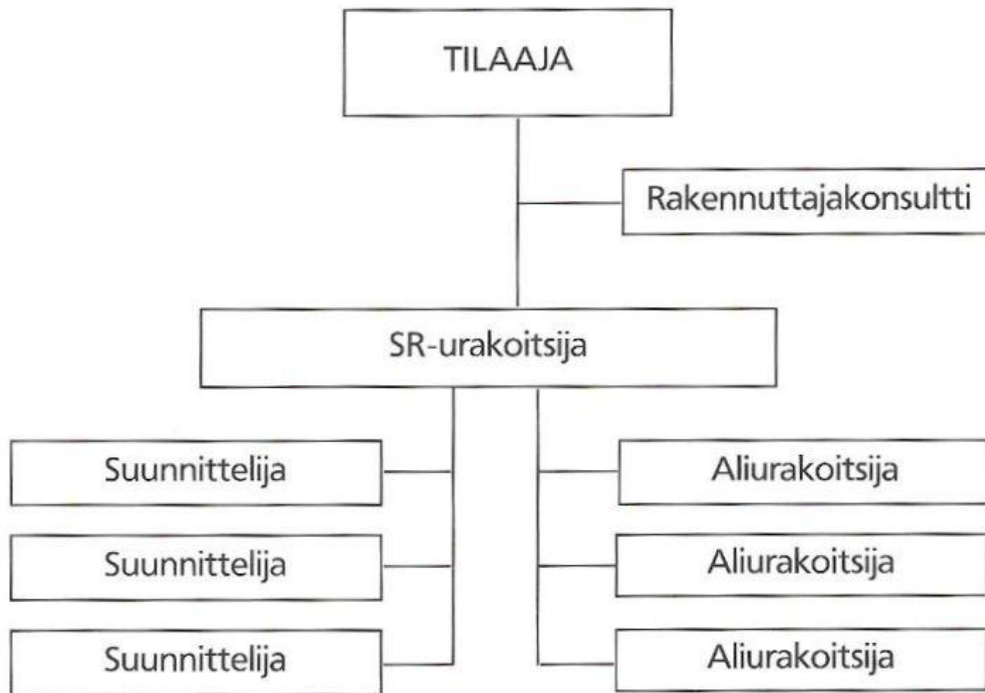 TILAAJA
Rakennuttajakonsultti
SR-urakoitsija
Suunnittelija
Aliurakoitsija
Suunnittelija
Aliurakoitsija
Suunnittelija
Aliurakoitsija